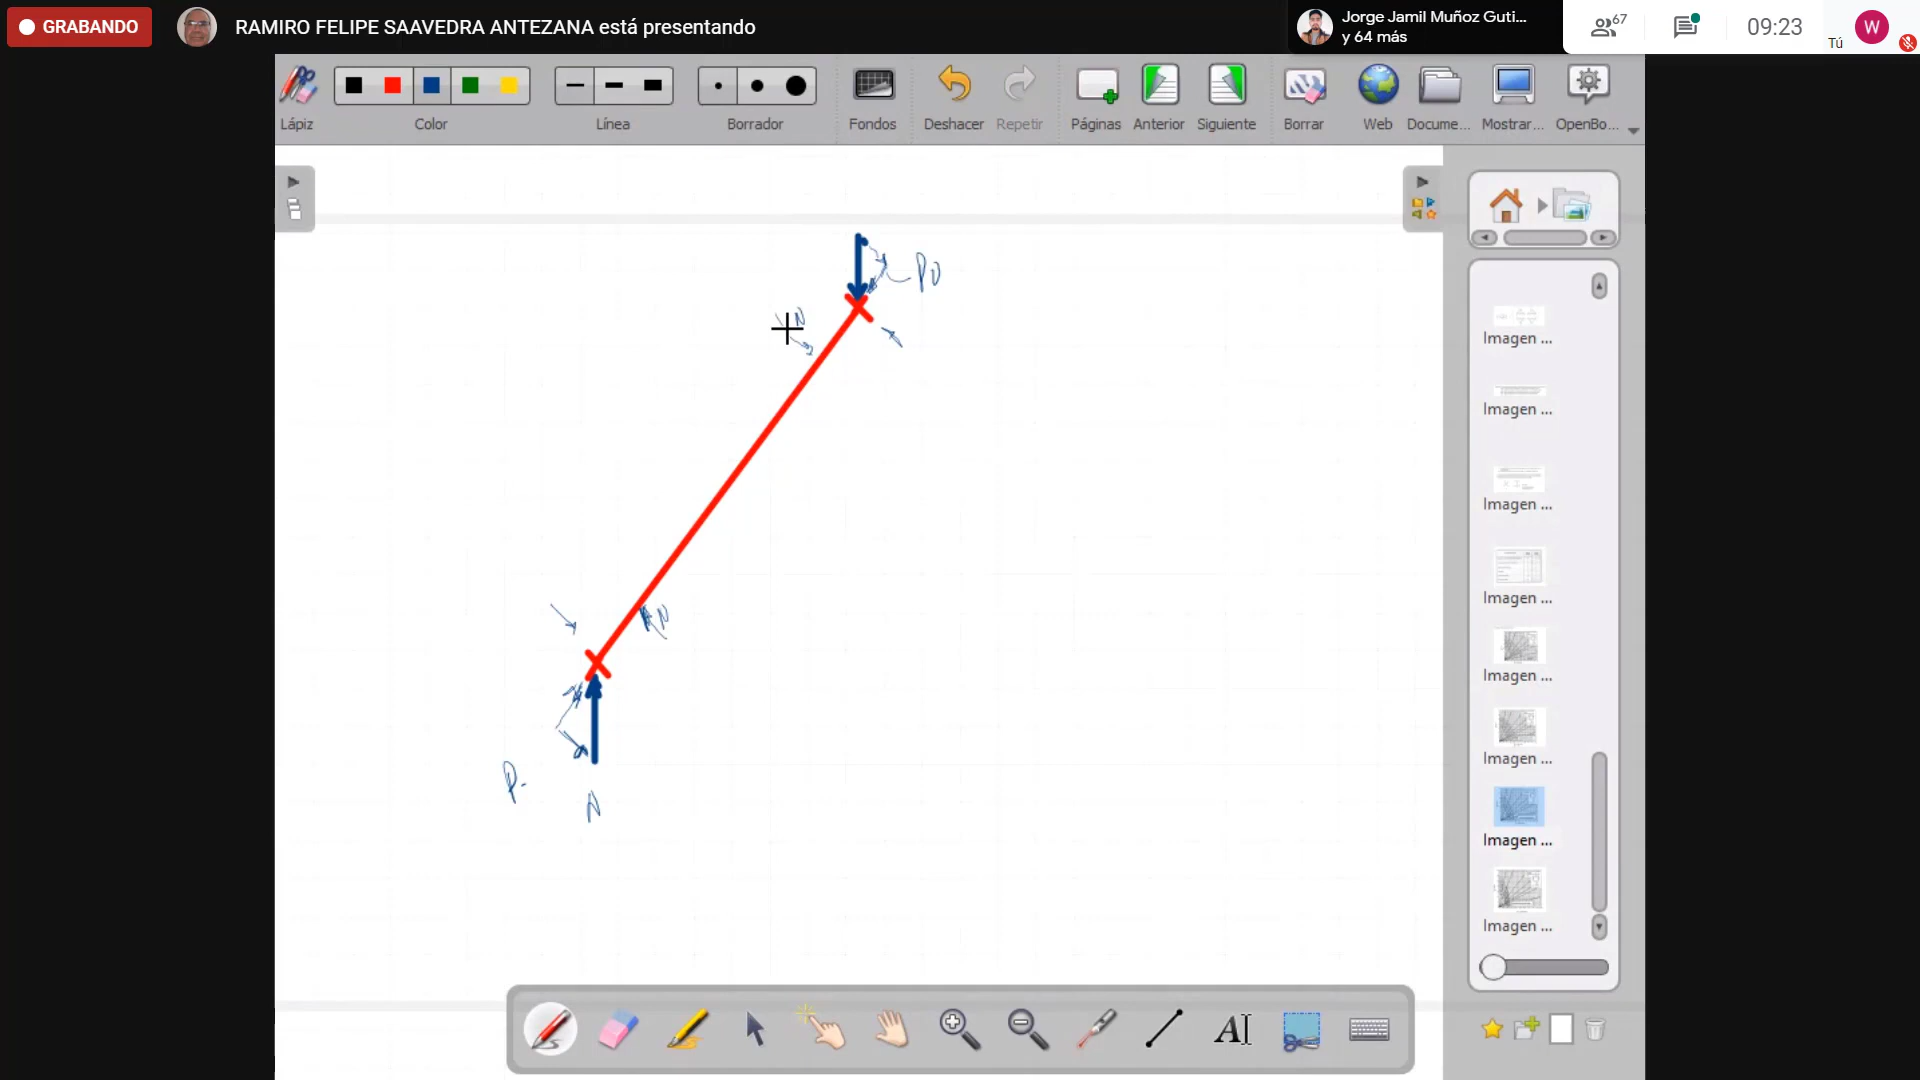 GRABANDO
RAMIRO FELIPE SAAVEDRA ANTEZANA está presentando
Jorge Jamil Muñoz Guti...
y 64 más
67
09:23
Tú
W
Lápiz
Color
Línea
Borrador
Fondos
Deshacer
Repetir
Páginas
Anterior
Siguiente
Borrar
Web
Docume...
Mostrar...
OpenBo...
N
N
P.
N
Imagen ...
Imagen ...
Imagen ...
Imagen ...
Imagen ...
Imagen ...
Imagen ...
Imagen ...
AI